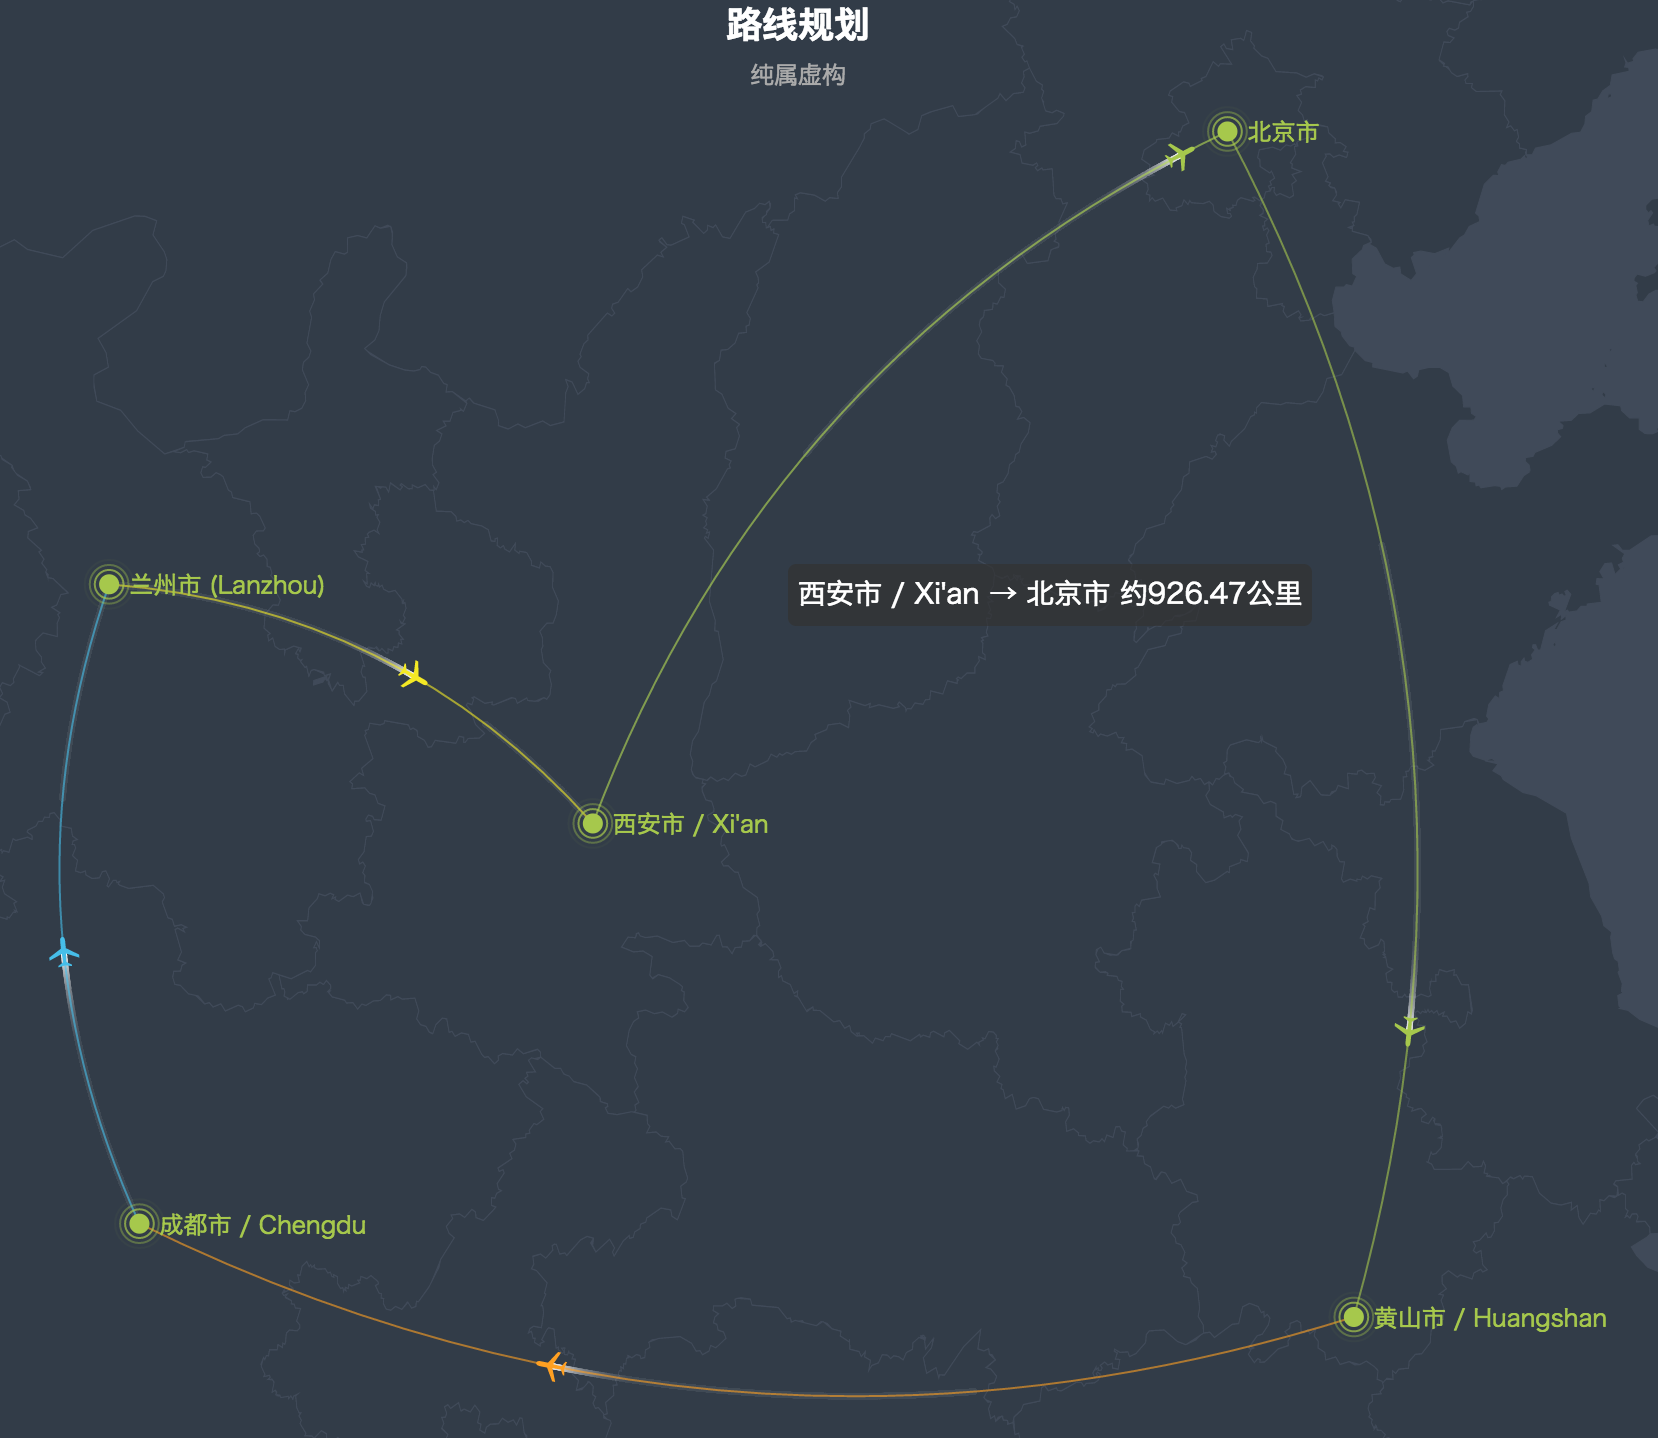 路线规划
纯属虚构
北京市
兰州市 (Lanzhou)
西安市 / Xi'an → 北京市 约926.47公里
西安市 / Xi'an
成都市 / Chengdu
黄山市 / Huangshan